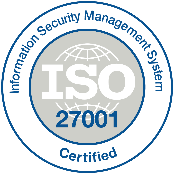 Information Security Management System
ISO
27001
Certified